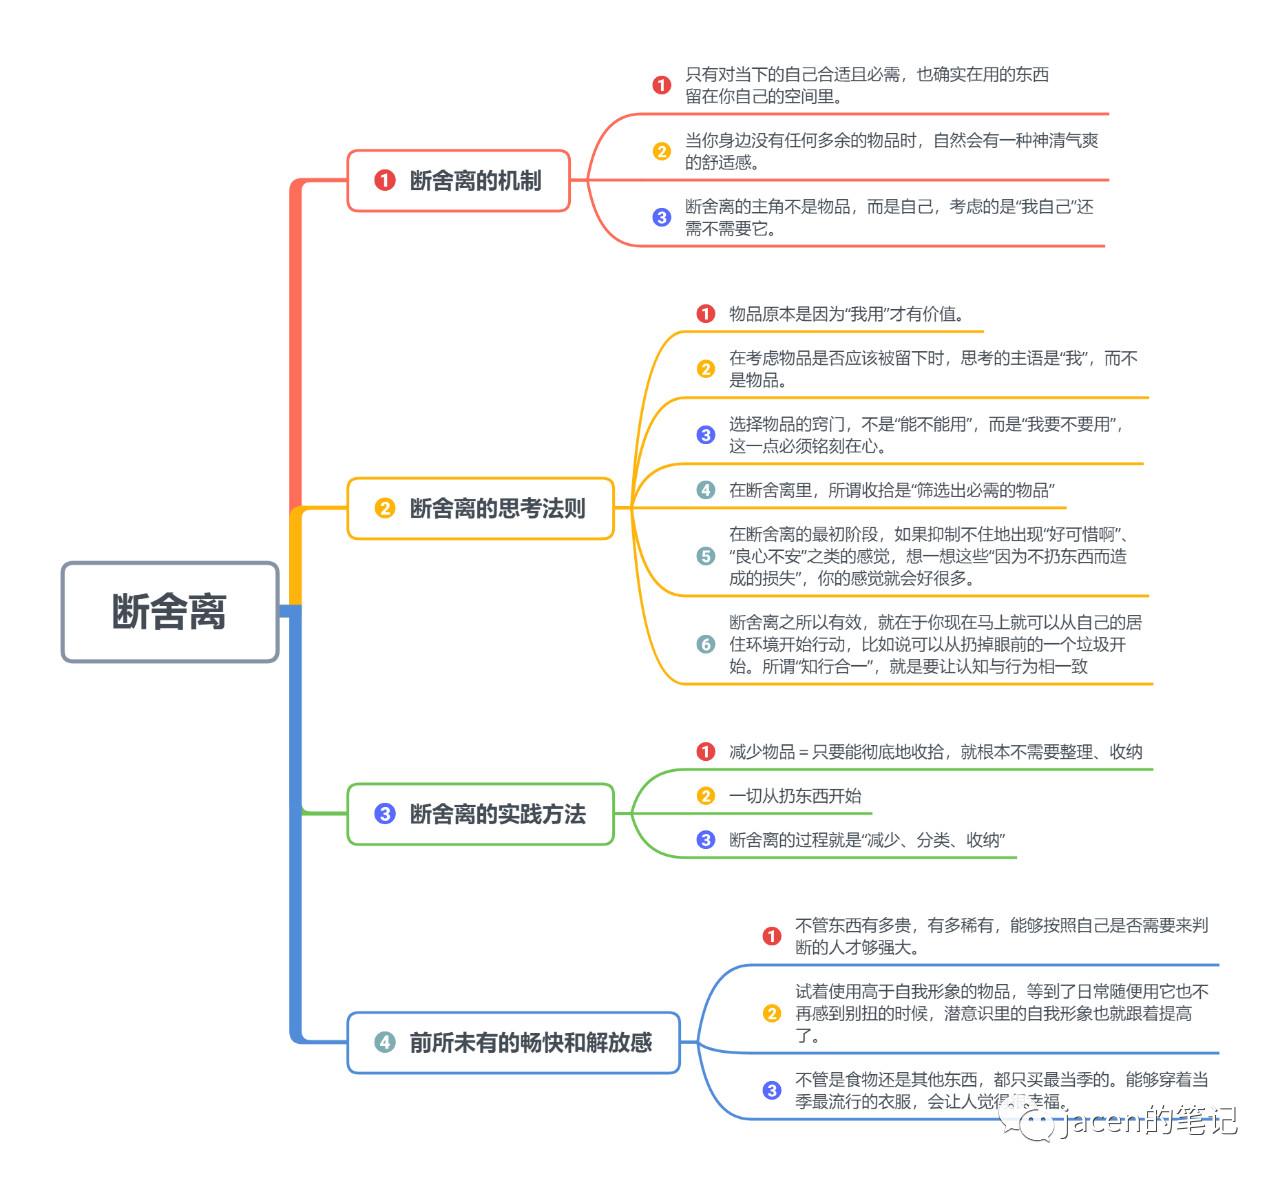 断舍离
1 断舍离的机制
1 只有对当下的自己合适且必需，也确实在用的东西
留在你自己的空间里。
2 当你身边没有任何多余的物品时，自然会有一种神清气爽
的舒适感。
3 断舍离的主角不是物品，而是自己，考虑的是“我自己”还
需不需要它。
2 断舍离的思考法则
1 物品原本是因为“我用”才有价值。
2 在考虑物品是否应该被留下时，思考的主语是“我”，而不
是物品。
3 选择物品的窍门，不是“能不能用”，而是“我要不要用”，
这一点必须铭刻在心。
4 在断舍离里，所谓收拾是“筛选出必需的物品”
5 在断舍离的最初阶段，如果抑制不住地出现“好可惜啊”、
“良心不安”之类的感觉，想一想这些“因为不扔东西而造
成的损失”，你的感觉就会好很多。
6 断舍离之所以有效，就在于你现在马上就可以从自己的居
住环境开始行动，比如说可以从扔掉眼前的一个垃圾开
始。所谓“知行合一”，就是要让认知与行为相一致
3 断舍离的实践方法
1 减少物品 = 只要能彻底地收拾，就根本不需要整理、收纳
2 一切从扔东西开始
3 断舍离的过程就是“减少、分类、收纳”
4 前所未有的畅快和解放感
1 不管东西有多贵，有多稀有，能够按照自己是否需要来判
断的人才够强大。
2 试着使用高于自我形象的物品，等到了日常随便用它也不
再感到别扭的时候，潜意识里的自我形象也就跟着提高
了。
3 不管是食物还是其他东西，都只买最当季的。能够穿着当
季最流行的衣服，会让人觉得幸福。
jacen的笔记